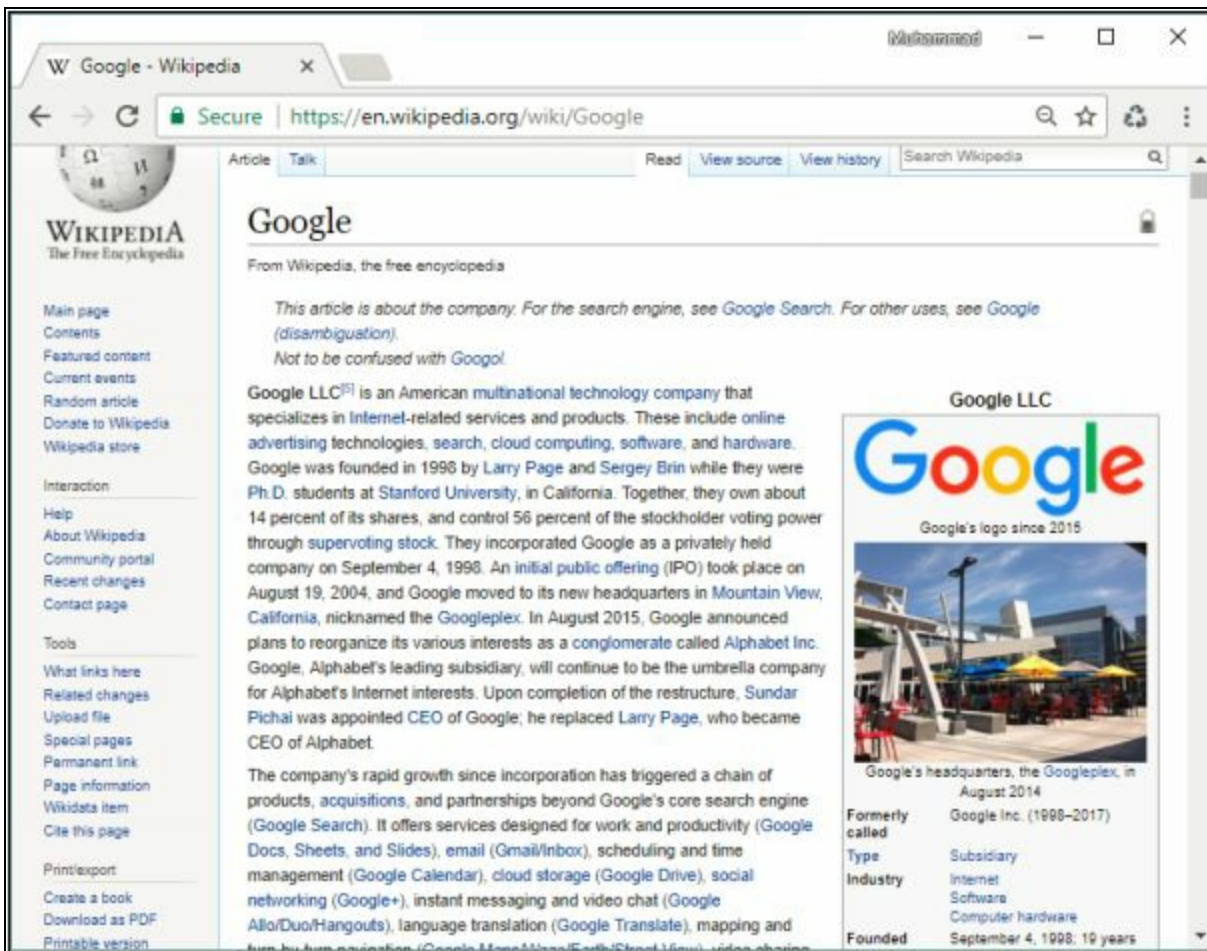 Muhammad
W Google - Wikipedia
Secure | https://en.wikipedia.org/wiki/Google
WIKIPEDIA
The Free Encyclopedia
Main page
Contents
Featured content
Current events
Random article
Donate to Wikipedia
Wikipedia store
Interaction
Help
About Wikipedia
Community portal
Recent changes
Contact page
Tools
What links here
Related changes
Upload file
Special pages
Permanent link
Page information
Wikidata item
Cite this page
Print/export
Create a book
Download as PDF
Printable version
Article Talk
Read View source View history Search Wikipedia
Google
From Wikipedia, the free encyclopedia
This article is about the company. For the search engine, see Google Search. For other uses, see Google
(disambiguation).
Not to be confused with Googol.
Google LLC[5] is an American multinational technology company that
specializes in Internet-related services and products. These include online
advertising technologies, search, cloud computing, software, and hardware.
Google was founded in 1998 by Larry Page and Sergey Brin while they were
Ph.D. students at Stanford University, in California. Together, they own about
14 percent of its shares, and control 56 percent of the stockholder voting power
through supervoting stock. They incorporated Google as a privately held
company on September 4, 1998. An initial public offering (IPO) took place on
August 19, 2004, and Google moved to its new headquarters in Mountain View,
California, nicknamed the Googleplex. In August 2015, Google announced
plans to reorganize its various interests as a conglomerate called Alphabet Inc.
Google, Alphabet's leading subsidiary, will continue to be the umbrella company
for Alphabet's Internet interests. Upon completion of the restructure, Sundar
Pichai was appointed CEO of Google; he replaced Larry Page, who became
CEO of Alphabet.
The company's rapid growth since incorporation has triggered a chain of
products, acquisitions, and partnerships beyond Google's core search engine
(Google Search). It offers services designed for work and productivity (Google
Docs, Sheets, and Slides), email (Gmail/Inbox), scheduling and time
management (Google Calendar), cloud storage (Google Drive), social
networking (Google+), instant messaging and video chat (Google
Allo/Duo/Hangouts), language translation (Google Translate), mapping and
turn-by-turn navigation (Google Maps/Waze/Earth/Street View), video sharing
Google LLC
Google
Google's logo since 2015
Google's headquarters, the Googleplex, in
August 2014
Formerly called Google Inc. (1998–2017)
Type Subsidiary
Industry Internet
Software
Computer hardware
Founded September 4, 1998; 19 years